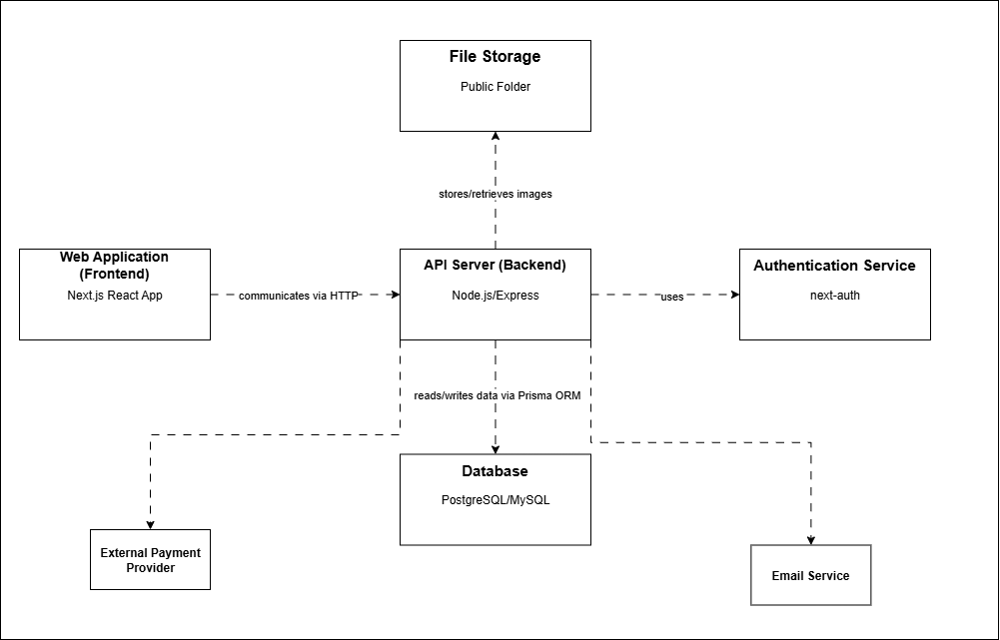 File Storage
Public Folder
stores/retrieves images
Web Application
(Frontend)
Next.js React App
communicates via HTTP
API Server (Backend)
Node.js/Express
uses
Authentication Service
next-auth
reads/writes data via Prisma ORM
Database
PostgreSQL/MySQL
External Payment
Provider
Email Service